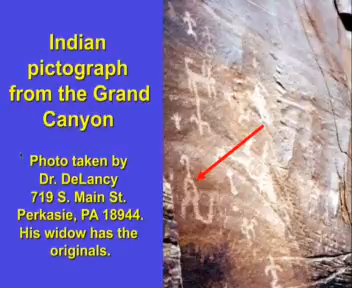 Indian
pictograph
from the Grand
Canyon
Photo taken by
Dr. DeLancy
719 S. Main St.
Perkasie, PA 18944.
His widow has the
originals.